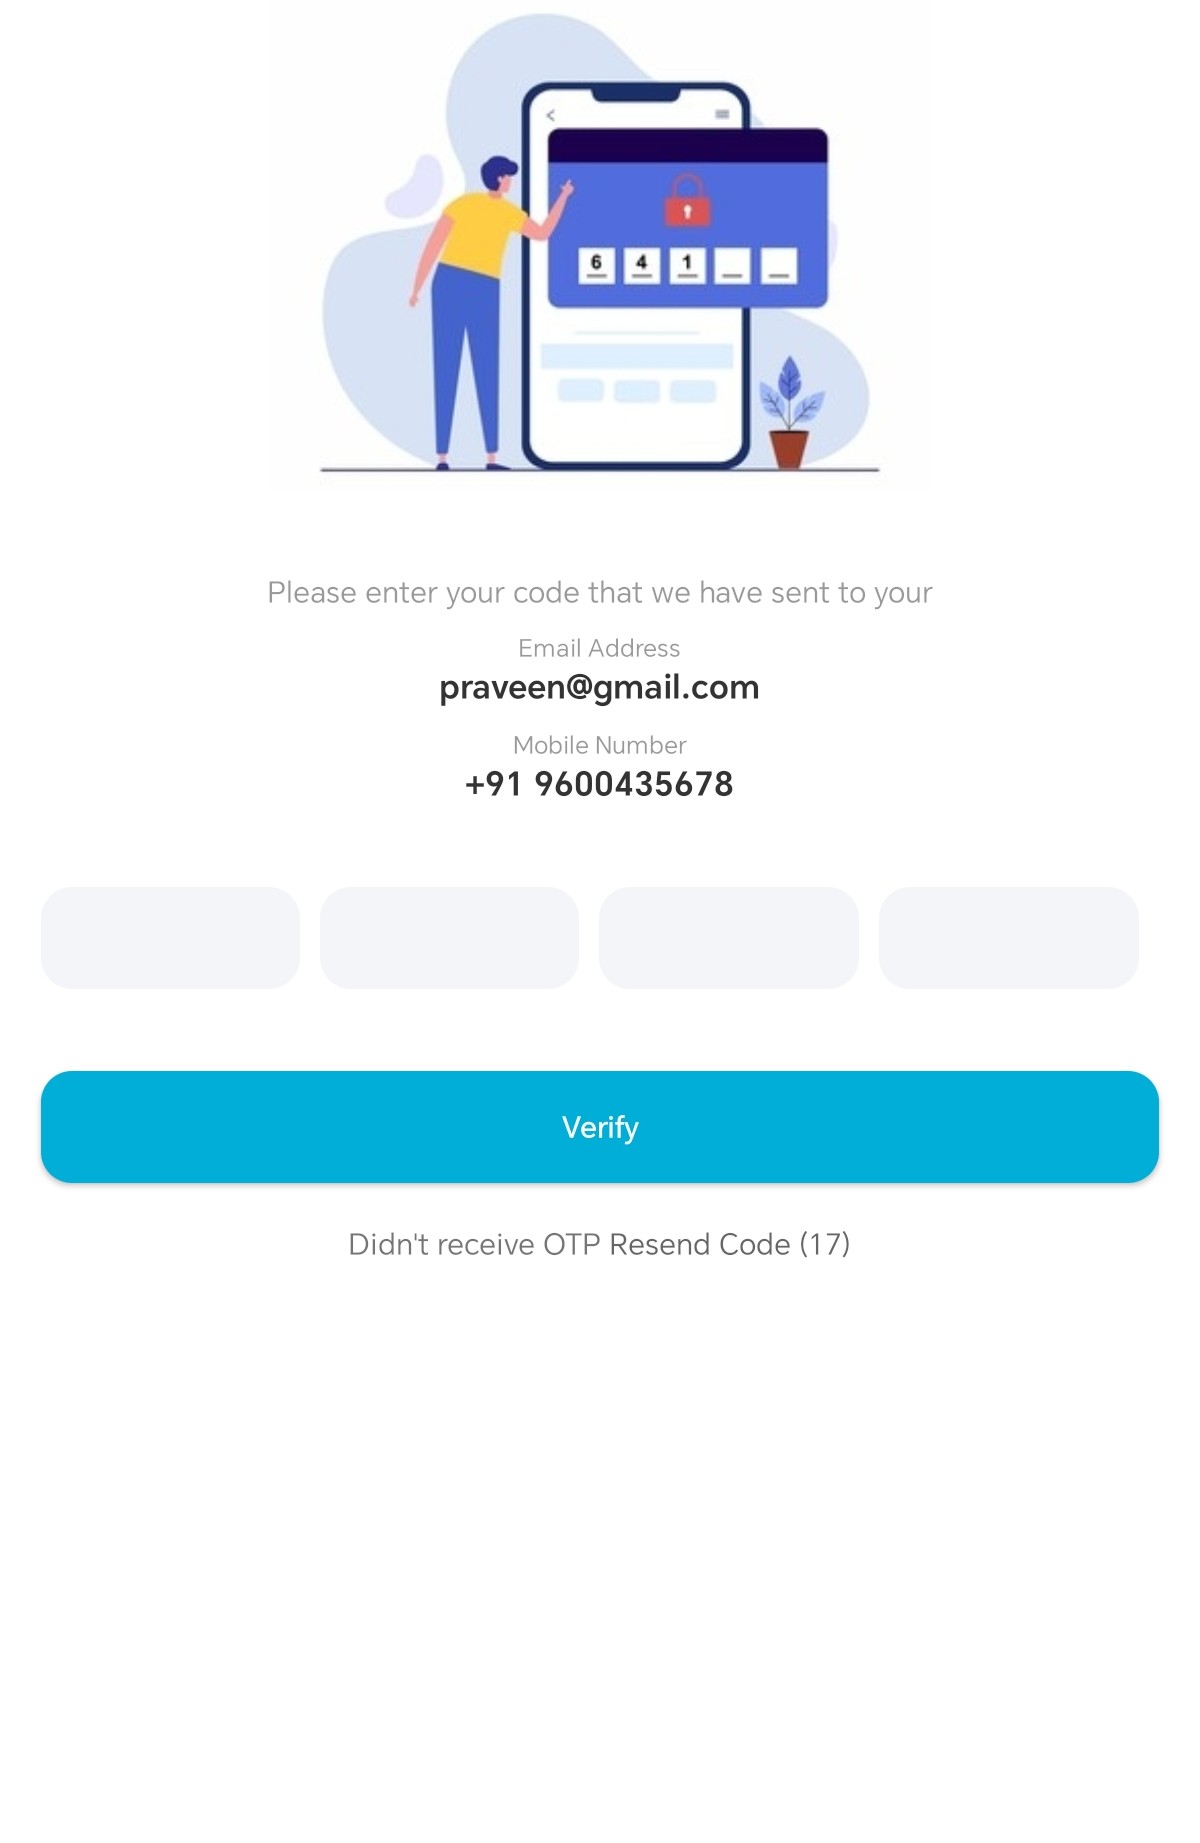 6 4 1 _ _
Please enter your code that we have sent to your
Email Address
praveen@gmail.com
Mobile Number
+91 9600435678
Verify
Didn't receive OTP Resend Code (17)